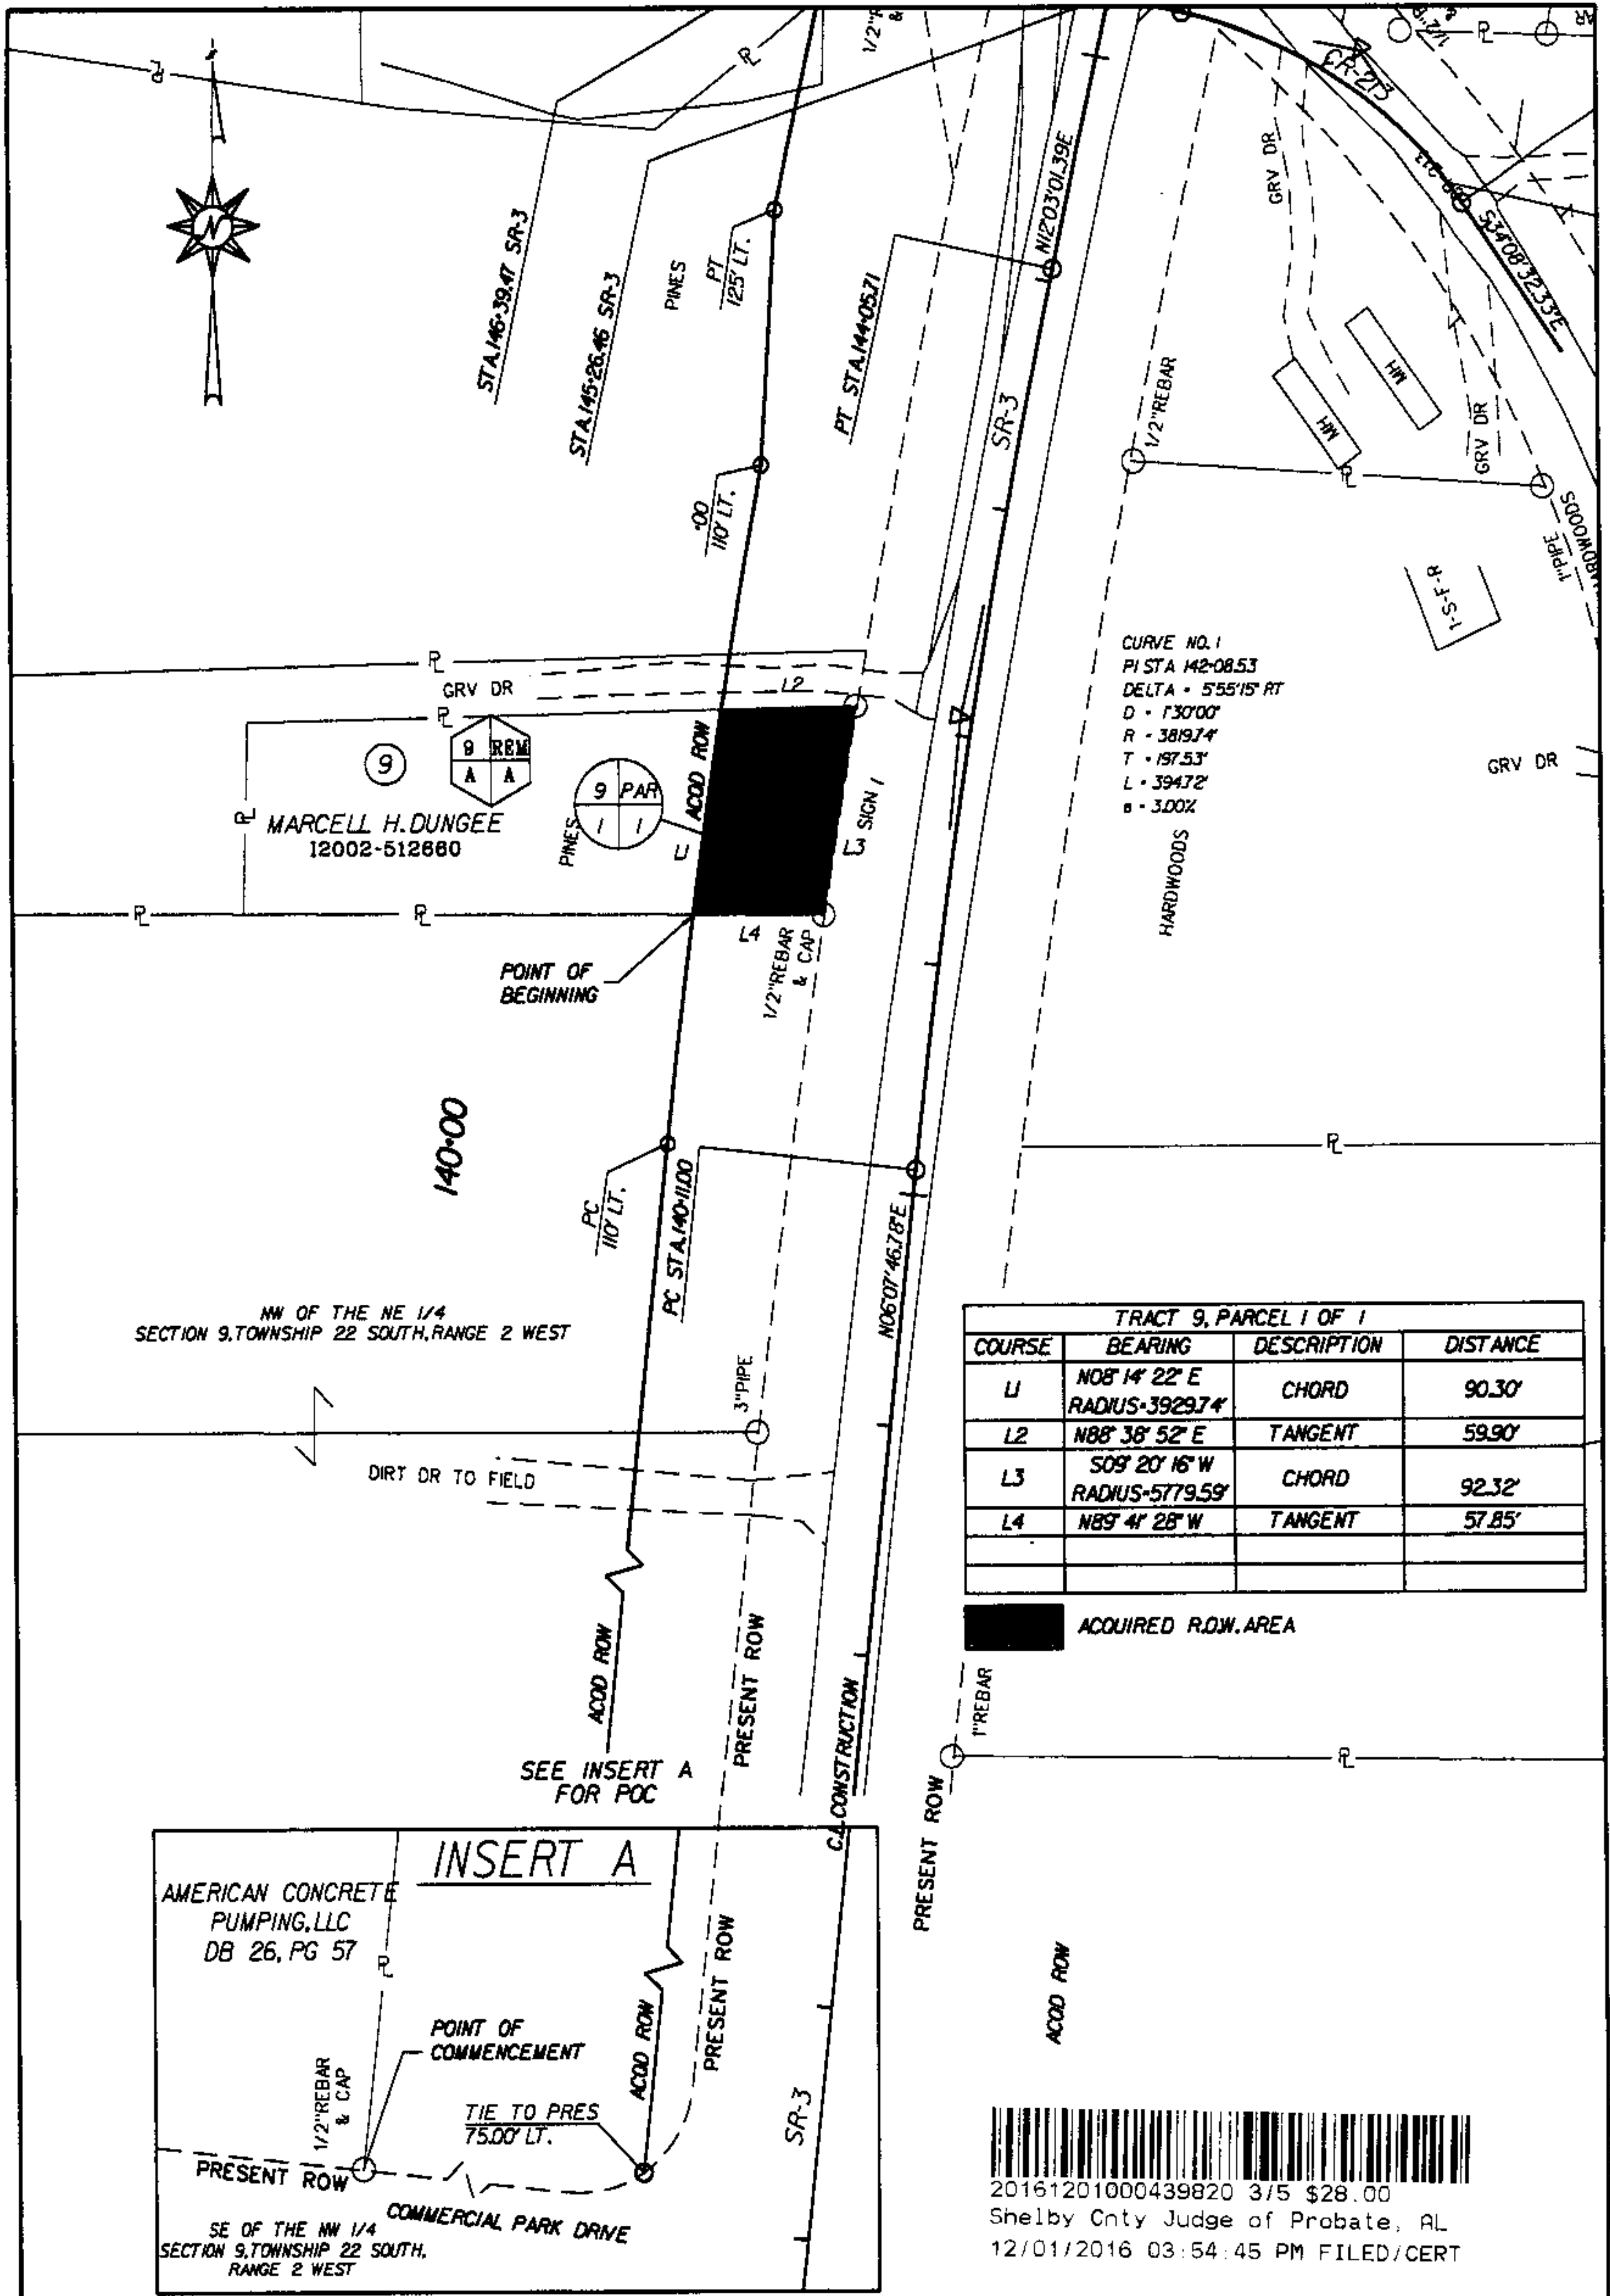 1/2"R
&
1/2"R
CR-273
GRV DR
N12°03'01.39"E
S34°08'32.33"E
STA.146+39.47 SR-3
STA.145+26.46 SR-3
PINES
PT
125' LT.
PT STA.144+05.71
SR-3
1/2"REBAR
MH
MH
GRV DR
+00
110' LT.
HARDWOODS
1"PIPE
1-S-F-R
CURVE NO. 1
PI STA 142+08.53
DELTA = 5°55'15" RT
D = 1°30'00"
R = 3819.74'
T = 197.53'
L = 394.72'
e = 3.00%
GRV DR
L2
GRV DR
9
9 REM
A A
9 PAR
1 1
ACQD ROW
SIGN 1
L1
L3
PINES
MARCELL H. DUNGEE
12002-512660
HARDWOODS
L4
1/2"REBAR
& CAP
POINT OF
BEGINNING
140+00
PC
110' LT.
PC STA.140+11.00
N06°07'46.78"E
NW OF THE NE 1/4
SECTION 9, TOWNSHIP 22 SOUTH, RANGE 2 WEST
3"PIPE
DIRT DR TO FIELD
TRACT 9, PARCEL 1 OF 1
COURSE BEARING DESCRIPTION DISTANCE
L1 N08° 14' 22" E RADIUS=3929.74' CHORD 90.30'
L2 N88° 38' 52" E TANGENT 59.90'
L3 S09° 20' 16" W RADIUS=5779.59' CHORD 92.32'
L4 N89° 41' 28" W TANGENT 57.85'
ACQUIRED R.O.W. AREA
ACQD ROW
PRESENT ROW
C.L. CONSTRUCTION
1"REBAR
SEE INSERT A
FOR POC
PRESENT ROW
ACQD ROW
INSERT A
AMERICAN CONCRETE
PUMPING, LLC
DB 26, PG 57
PRESENT ROW
ACQD ROW
POINT OF
COMMENCEMENT
1/2"REBAR
& CAP
TIE TO PRES
75.00' LT.
SR-3
PRESENT ROW
COMMERCIAL PARK DRIVE
SE OF THE NW 1/4
SECTION 9, TOWNSHIP 22 SOUTH,
RANGE 2 WEST
20161201000439820 3/5 $28.00
Shelby Cnty Judge of Probate, AL
12/01/2016 03:54:45 PM FILED/CERT